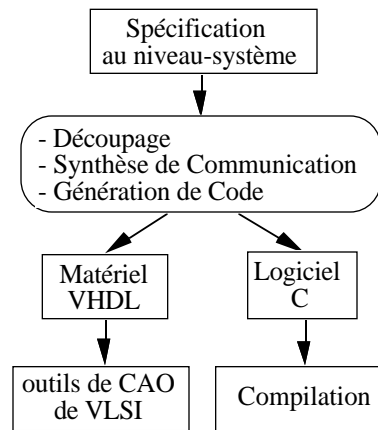 Spécification
au niveau-système
- Découpage
- Synthèse de Communication
- Génération de Code
Matériel
VHDL
Logiciel
C
outils de CAO
de VLSI
Compilation